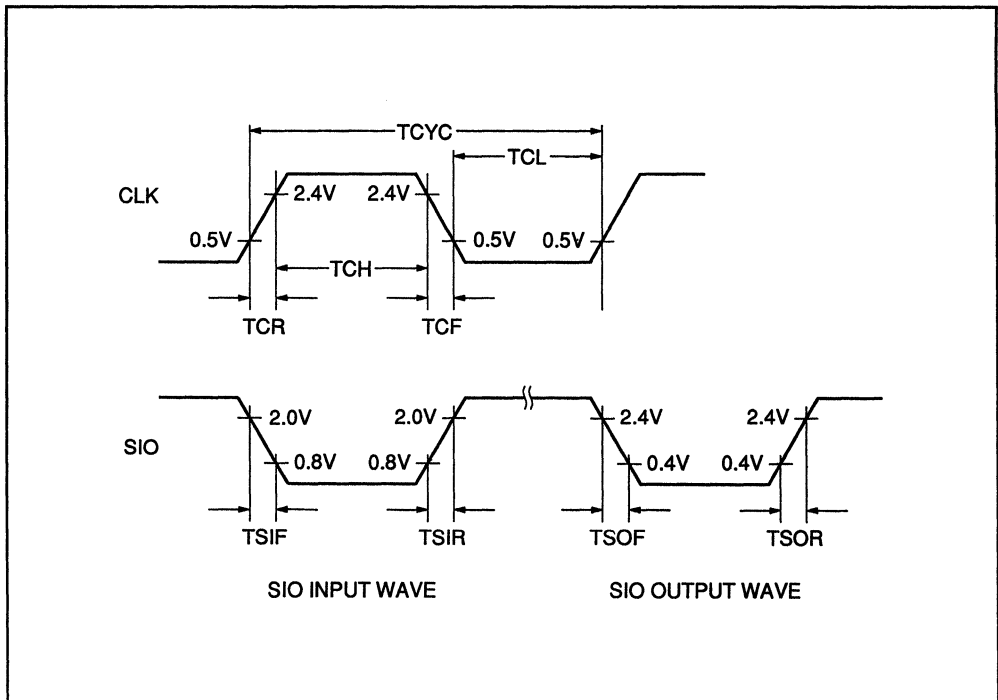 TCYC
TCL
CLK
2.4V 2.4V
0.5V 0.5V 0.5V
TCH
TCR TCF
2.0V 2.0V 2.4V 2.4V
SIO
0.8V 0.8V 0.4V 0.4V
TSIF TSIR TSOF TSOR
SIO INPUT WAVE SIO OUTPUT WAVE